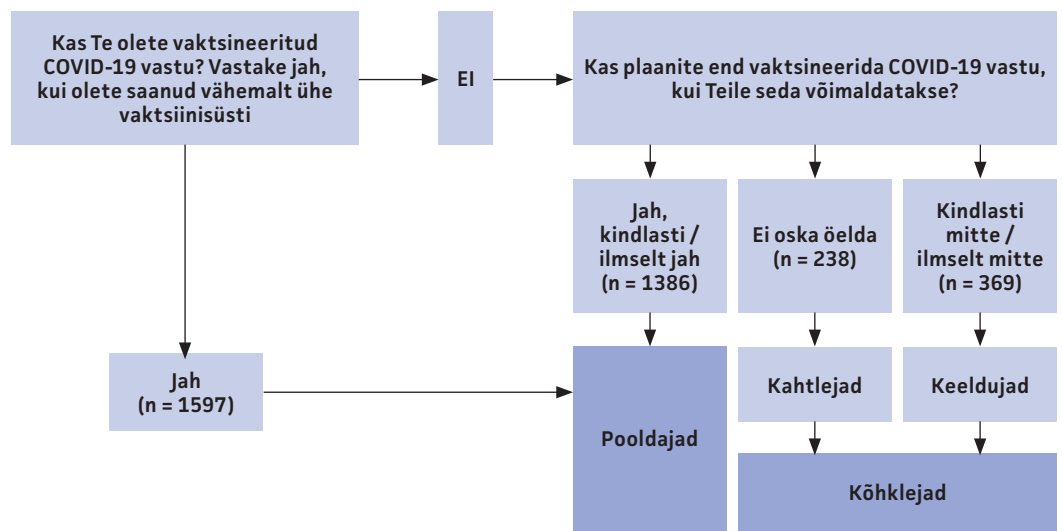 Kas Te olete vaktsineeritud
COVID-19 vastu? Vastake jah,
kui olete saanud vähemalt ühe
vaktsiinisüsti
EI
Kas plaanite end vaktsineerida COVID-19 vastu,
kui Teile seda võimaldatakse?
Jah,
kindlasti /
ilmselt jah
(n = 1386)
Ei oska öelda
(n = 238)
Kindlasti
mitte /
ilmselt mitte
(n = 369)
Jah
(n = 1597)
Pooldajad
Kahtlejad
Keeldujad
Kõhklejad